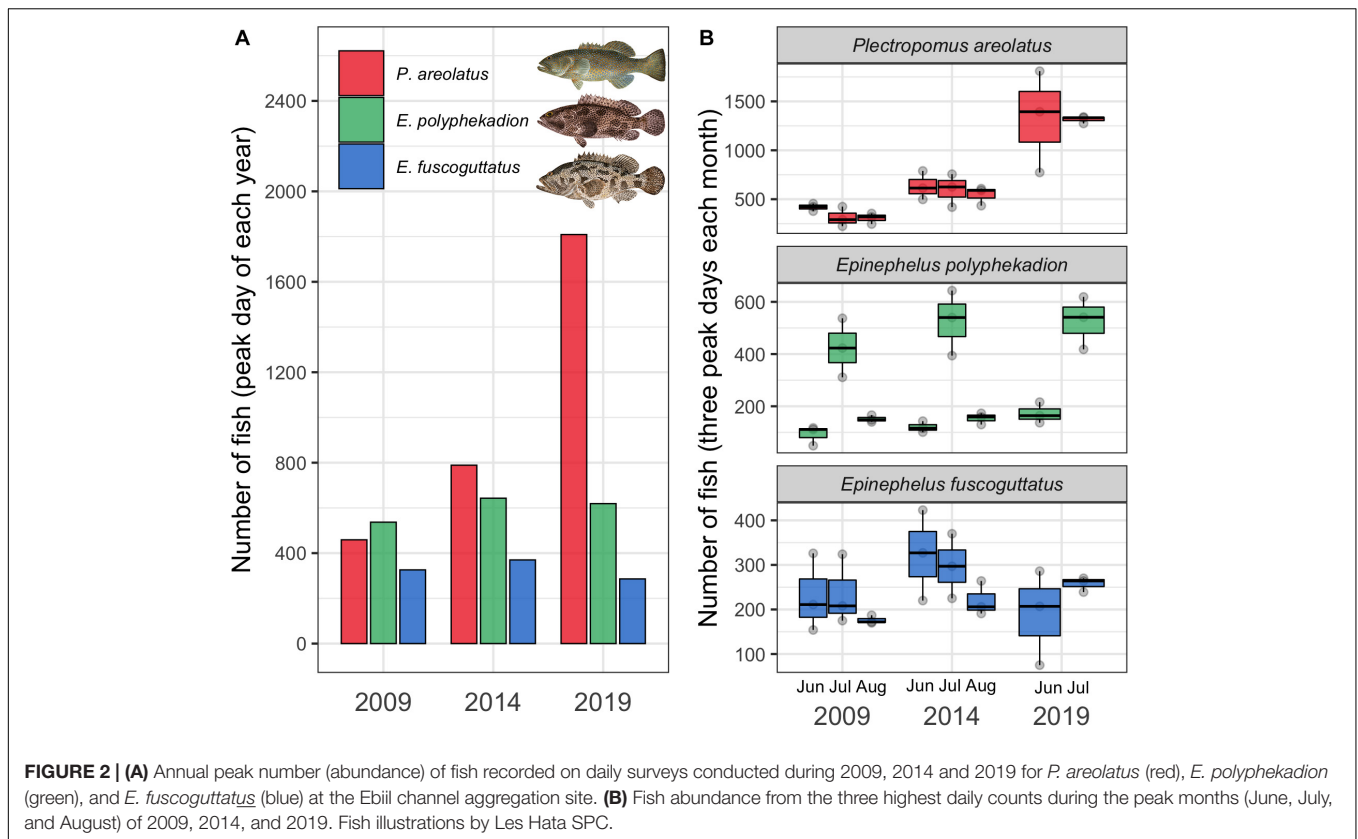 A
Number of fish (peak day of each year)
2400
2000
1600
1200
800
400
0
P. areolatus
E. polyphekadion
E. fuscoguttatus
2009
2014
2019
B
Number of fish (three peak days each month)
Plectropomus areolatus
1500
1000
500
Epinephelus polyphekadion
600
400
200
Epinephelus fuscoguttatus
400
300
200
100
Jun Jul Aug
Jun Jul Aug
Jun Jul
2009
2014
2019
FIGURE 2 | (A) Annual peak number (abundance) of fish recorded on daily surveys conducted during 2009, 2014 and 2019 for P. areolatus (red), E. polyphekadion
(green), and E. fuscoguttatus (blue) at the Ebiil channel aggregation site. (B) Fish abundance from the three highest daily counts during the peak months (June, July,
and August) of 2009, 2014, and 2019. Fish illustrations by Les Hata SPC.